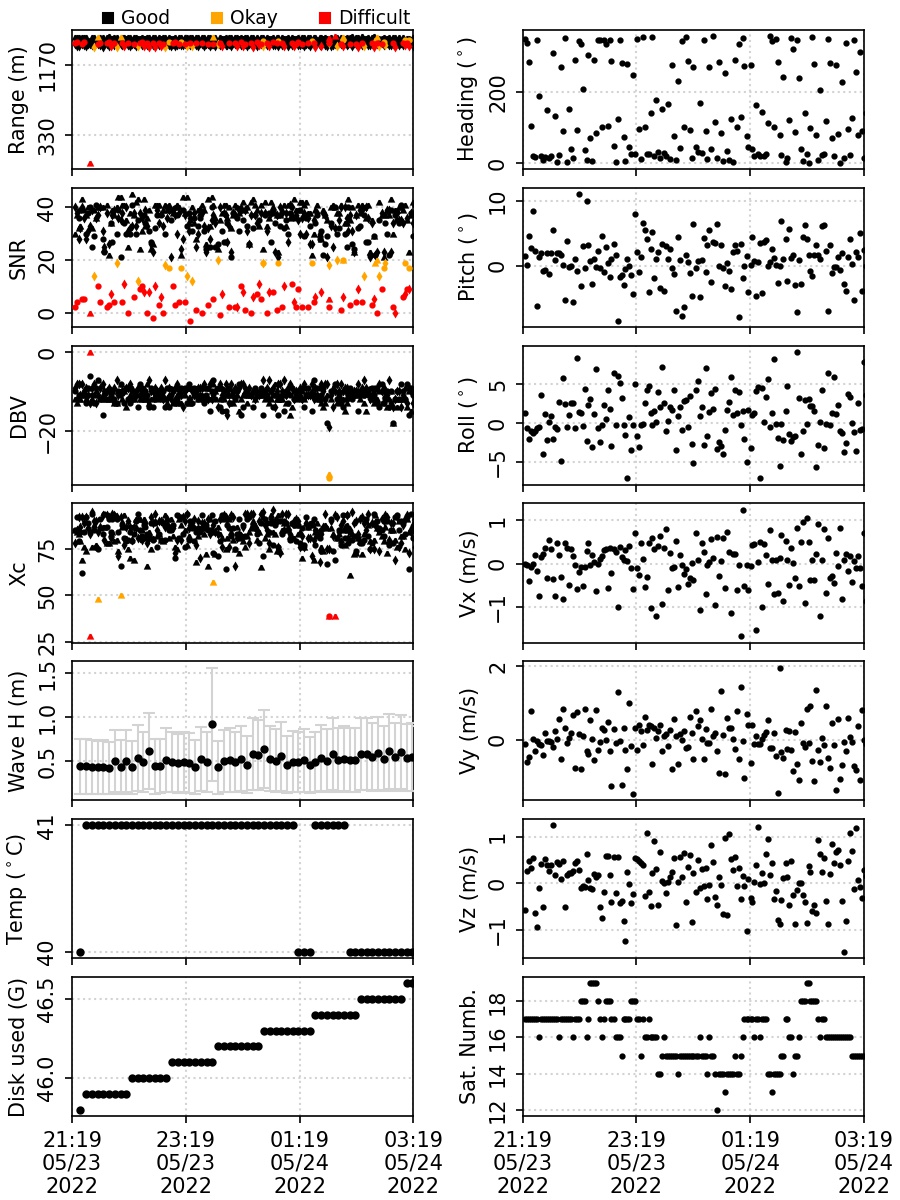 Good Okay Difficult
Range (m)
1170
330
Heading (°)
200
0
SNR
40
20
0
Pitch (°)
10
0
DBV
0
−20
Roll (°)
5
0
−5
Xc
75
50
25
Vx (m/s)
1
0
−1
Wave H (m)
1.5
1.0
0.5
Vy (m/s)
2
0
Temp (°C)
41
40
Vz (m/s)
1
0
−1
Disk used (G)
46.5
46.0
Sat. Numb.
18
16
14
12
21:19 23:19 01:19 03:19 21:19 23:19 01:19 03:19
05/23 05/23 05/24 05/24 05/23 05/23 05/24 05/24
2022 2022 2022 2022 2022 2022 2022 2022